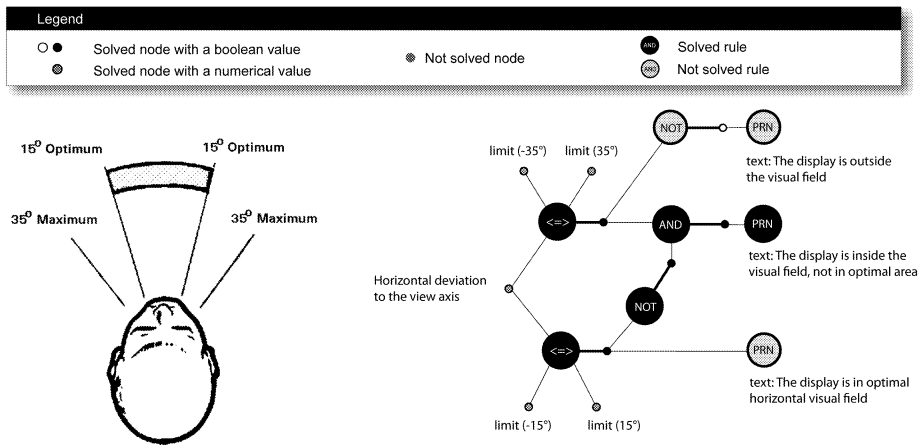 Legend
Solved node with a boolean value
Solved node with a numerical value
Not solved node
AND
Solved rule
AND
Not solved rule
15° Optimum
15° Optimum
35° Maximum
35° Maximum
limit (-35°)
limit (35°)
NOT
PRN
text: The display is outside
the visual field
<=>
AND
PRN
text: The display is inside the
visual field, not in optimal area
Horizontal deviation
to the view axis
NOT
<=>
PRN
text: The display is in optimal
horizontal visual field
limit (-15°)
limit (15°)